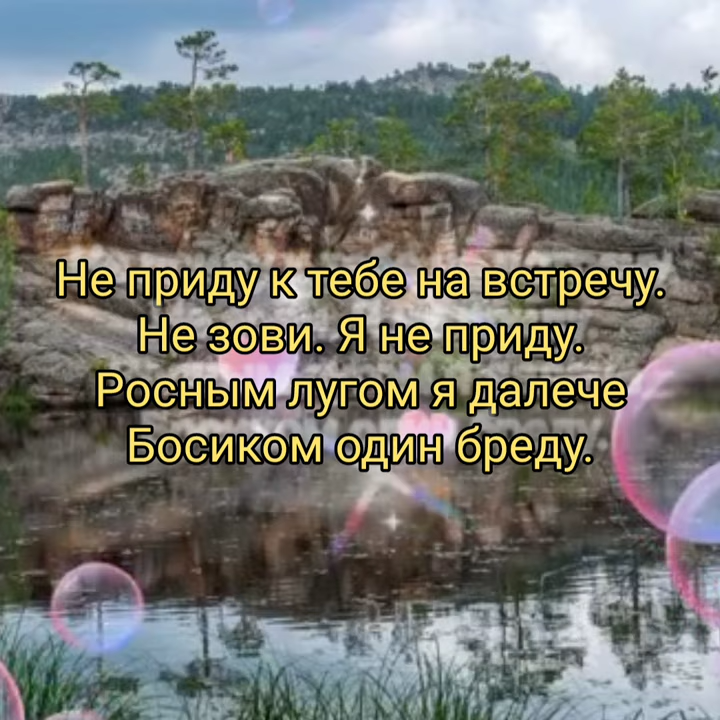 Не приду к тебе на встречу.
Не зови. Я не приду.
Росным лугом я далече
Босиком один бреду.